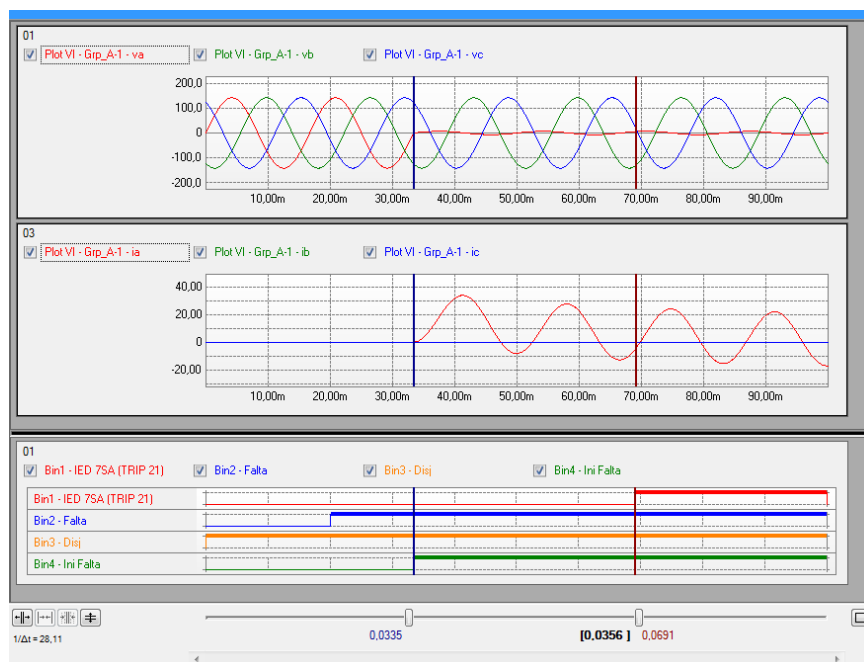 01
Plot VI - Grp_A-1 - va Plot VI - Grp_A-1 - vb Plot VI - Grp_A-1 - vc
200,0
100,0
0
-100,0
-200,0
10,00m 20,00m 30,00m 40,00m 50,00m 60,00m 70,00m 80,00m 90,00m
03
Plot VI - Grp_A-1 - ia Plot VI - Grp_A-1 - ib Plot VI - Grp_A-1 - ic
40,00
20,00
0
-20,00
10,00m 20,00m 30,00m 40,00m 50,00m 60,00m 70,00m 80,00m 90,00m
01
Bin1 - IED 7SA (TRIP 21) Bin2 - Falta Bin3 - Disj Bin4 - Ini Falta
Bin1 - IED 7SA (TRIP 21)
Bin2 - Falta
Bin3 - Disj
Bin4 - Ini Falta
0,0335 [0,0356 ] 0,0691
1/Δt = 28,11